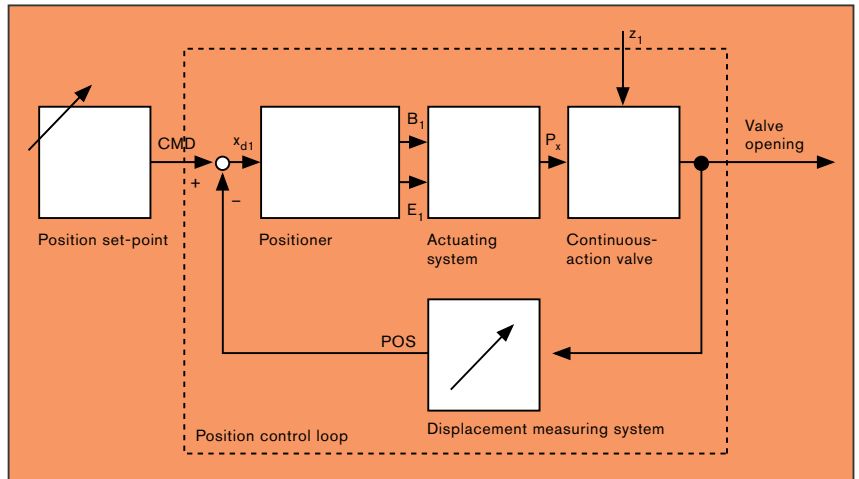 z1
CMD
xd1
B1
Px
Valve
opening
+
−
E1
Position set-point
Positioner
Actuating
system
Continuous-
action valve
POS
Position control loop
Displacement measuring system